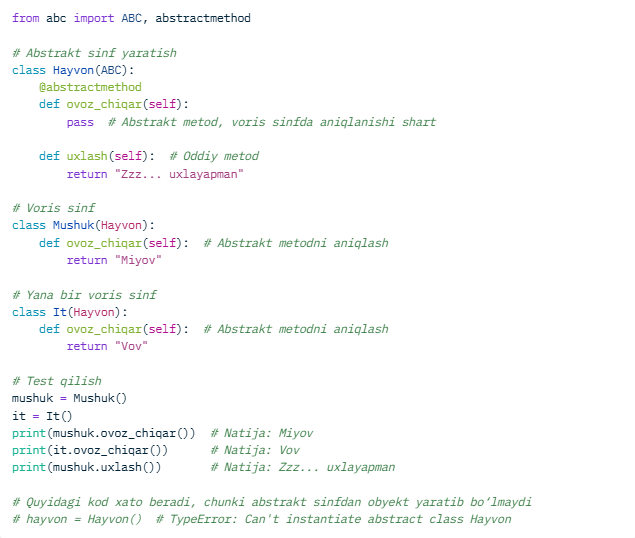 from abc import ABC, abstractmethod
# Abstrakt sinf yaratish
class Hayvon(ABC):
    @abstractmethod
    def ovoz_chiqar(self):
        pass  # Abstrakt metod, voris sinfda aniqlanishi shart
    def uxlash(self):  # Oddiy metod
        return "Zzz... uxlayapman"
# Voris sinf
class Mushuk(Hayvon):
    def ovoz_chiqar(self):  # Abstrakt metodni aniqlash
        return "Miyov"
# Yana bir voris sinf
class It(Hayvon):
    def ovoz_chiqar(self):  # Abstrakt metodni aniqlash
        return "Vov"
# Test qilish
mushuk = Mushuk()
it = It()
print(mushuk.ovoz_chiqar())  # Natija: Miyov
print(it.ovoz_chiqar())      # Natija: Vov
print(mushuk.uxlash())       # Natija: Zzz... uxlayapman
# Quyidagi kod xato beradi, chunki abstrakt sinfdan obyekt yaratib bo‘lmaydi
# hayvon = Hayvon()  # TypeError: Can't instantiate abstract class Hayvon